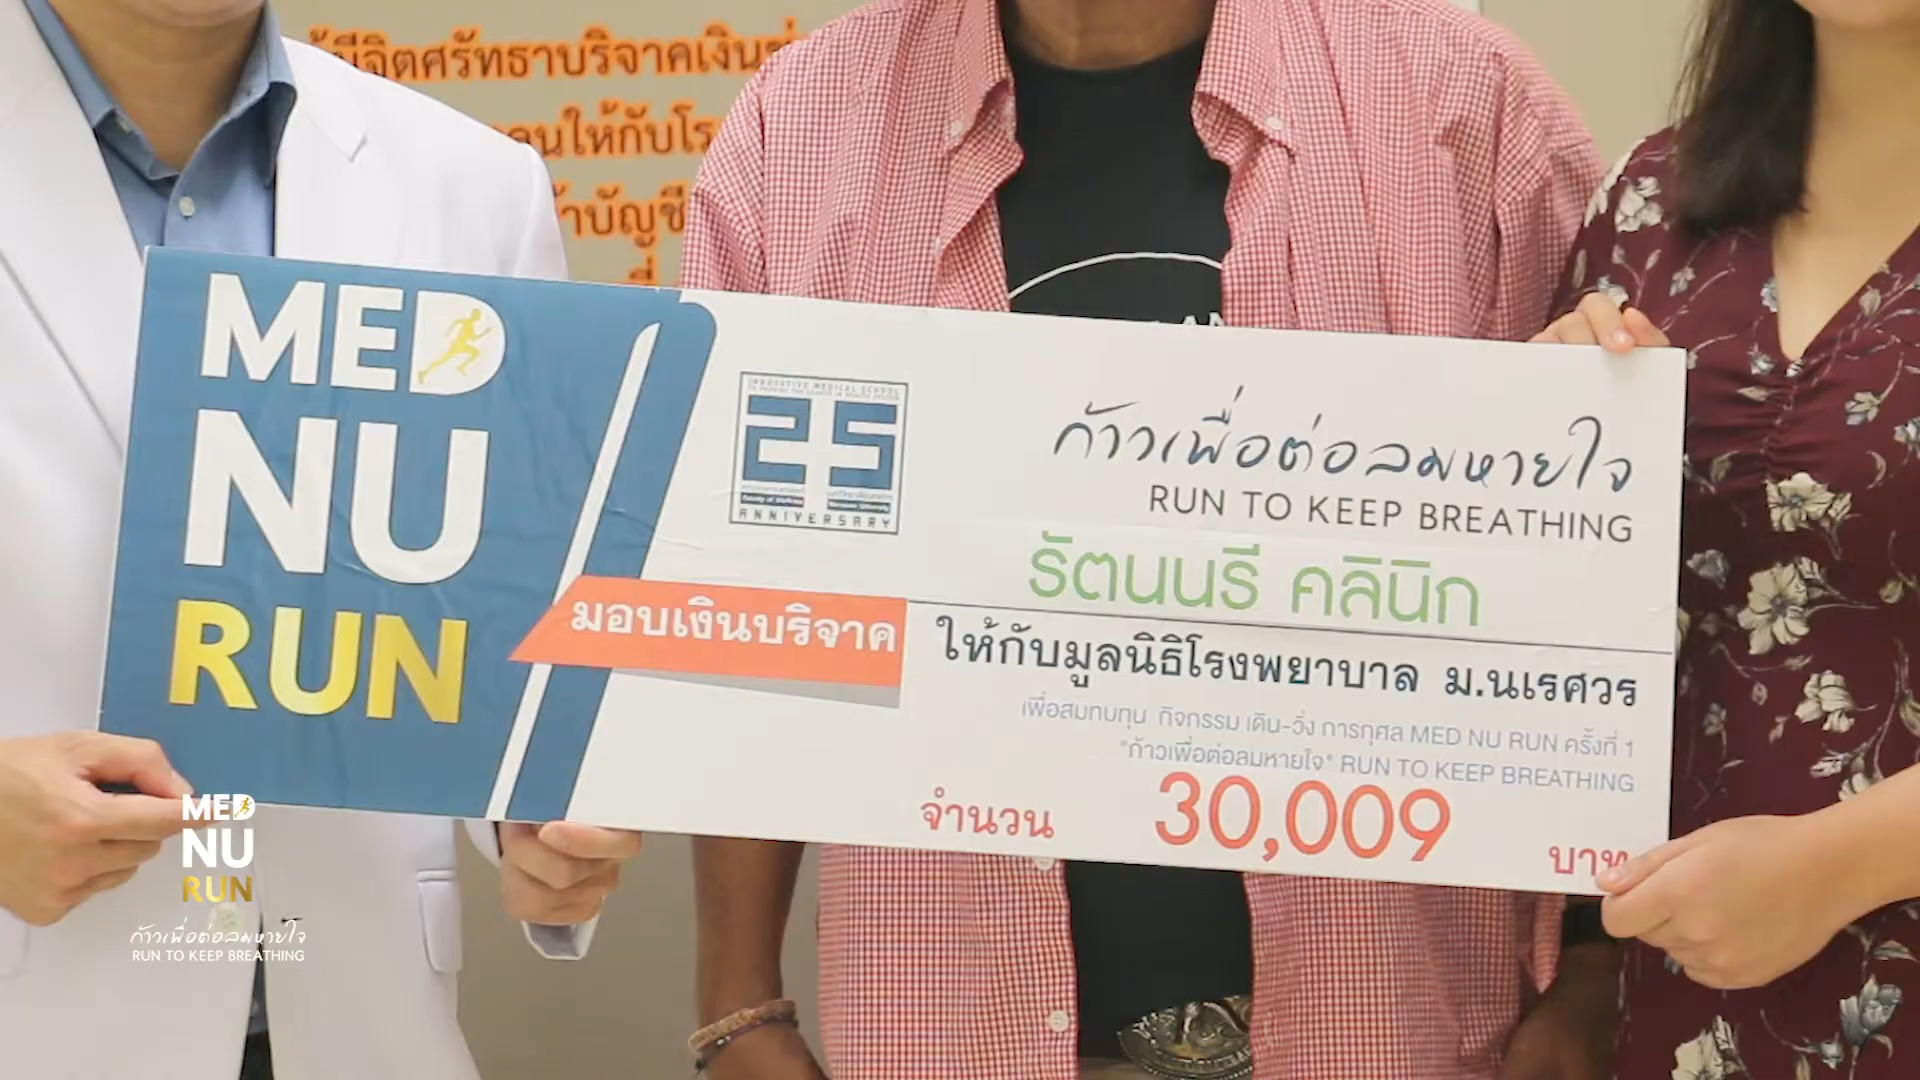 มีจิตศรัทธาบริจาคเงิน
ให้กับ
บัญชี
MED
NU
RUN
INNOVATIVE MEDICAL SCHOOL
25
ANNIVERSARY
ก้าวเพื่อต่อลมหายใจ
RUN TO KEEP BREATHING
รัตนนรี คลินิก
มอบเงินบริจาค
ให้กับมูลนิธิโรงพยาบาล ม.นเรศวร
เพื่อสมทบทุน กิจกรรม เดิน-วิ่ง การกุศล MED NU RUN ครั้งที่ 1
"ก้าวเพื่อต่อลมหายใจ" RUN TO KEEP BREATHING
จำนวน 30,009 บาท
MED
NU
RUN
ก้าวเพื่อต่อลมหายใจ
RUN TO KEEP BREATHING